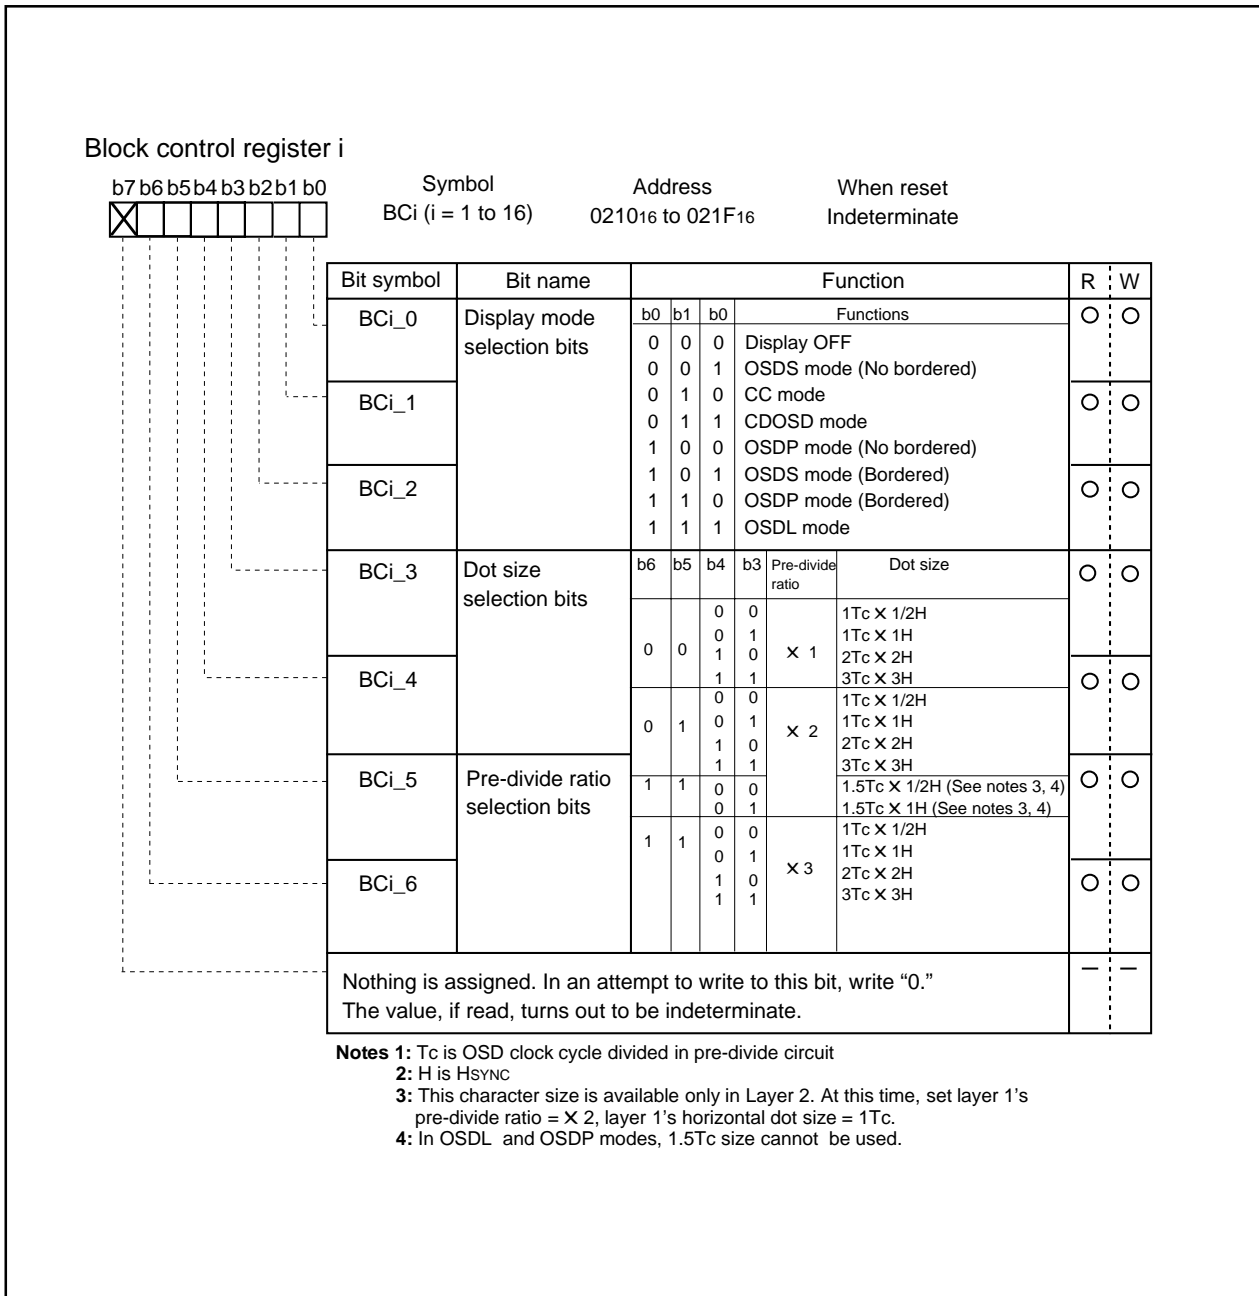 Block control register i
b7 b6 b5 b4 b3 b2 b1 b0
Symbol Address When reset
BCi (i = 1 to 16) 021016 to 021F16 Indeterminate
Bit symbol Bit name Function R W
BCi_0 Display mode selection bits
b0 b1 b0 Functions
0 0 0 Display OFF
0 0 1 OSDS mode (No bordered)
BCi_1
0 1 0 CC mode
0 1 1 CDOSD mode
1 0 0 OSDP mode (No bordered)
BCi_2
1 0 1 OSDS mode (Bordered)
1 1 0 OSDP mode (Bordered)
1 1 1 OSDL mode
BCi_3 Dot size selection bits
b6 b5 b4 b3 Pre-divide ratio Dot size
0 0 × 1
0 0 1Tc × 1/2H
0 1 1Tc × 1H
1 0 2Tc × 2H
1 1 3Tc × 3H
BCi_4
0 1 × 2
0 0 1Tc × 1/2H
0 1 1Tc × 1H
1 0 2Tc × 2H
1 1 3Tc × 3H
BCi_5 Pre-divide ratio selection bits
1 1 0 0 1.5Tc × 1/2H (See notes 3, 4)
0 1 1.5Tc × 1H (See notes 3, 4)
1 1 × 3
0 0 1Tc × 1/2H
0 1 1Tc × 1H
1 0 2Tc × 2H
1 1 3Tc × 3H
BCi_6
Nothing is assigned. In an attempt to write to this bit, write “0.” – –
The value, if read, turns out to be indeterminate.
Notes 1: Tc is OSD clock cycle divided in pre-divide circuit
2: H is HSYNC
3: This character size is available only in Layer 2. At this time, set layer 1's
pre-divide ratio = × 2, layer 1's horizontal dot size = 1Tc.
4: In OSDL and OSDP modes, 1.5Tc size cannot be used.